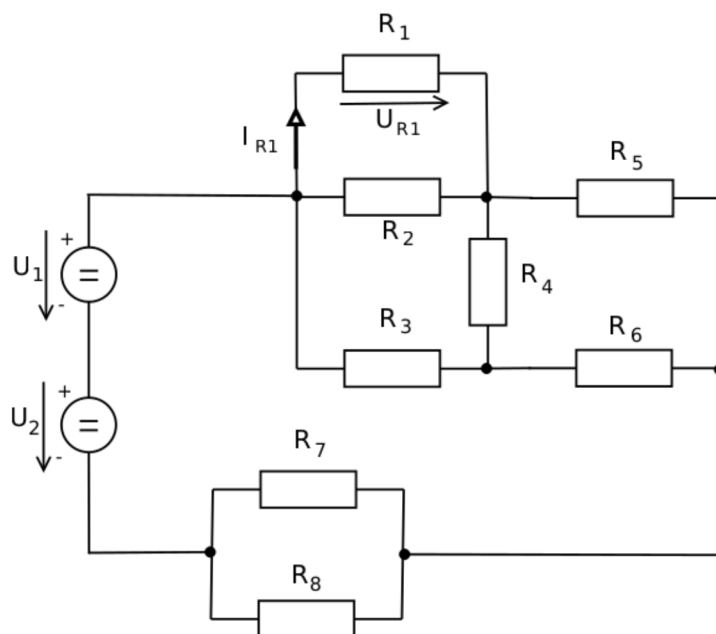 R1
UR1
IR1
R5
R2
+
U1
=
-
R4
R3
R6
+
U2
=
-
R7
R8